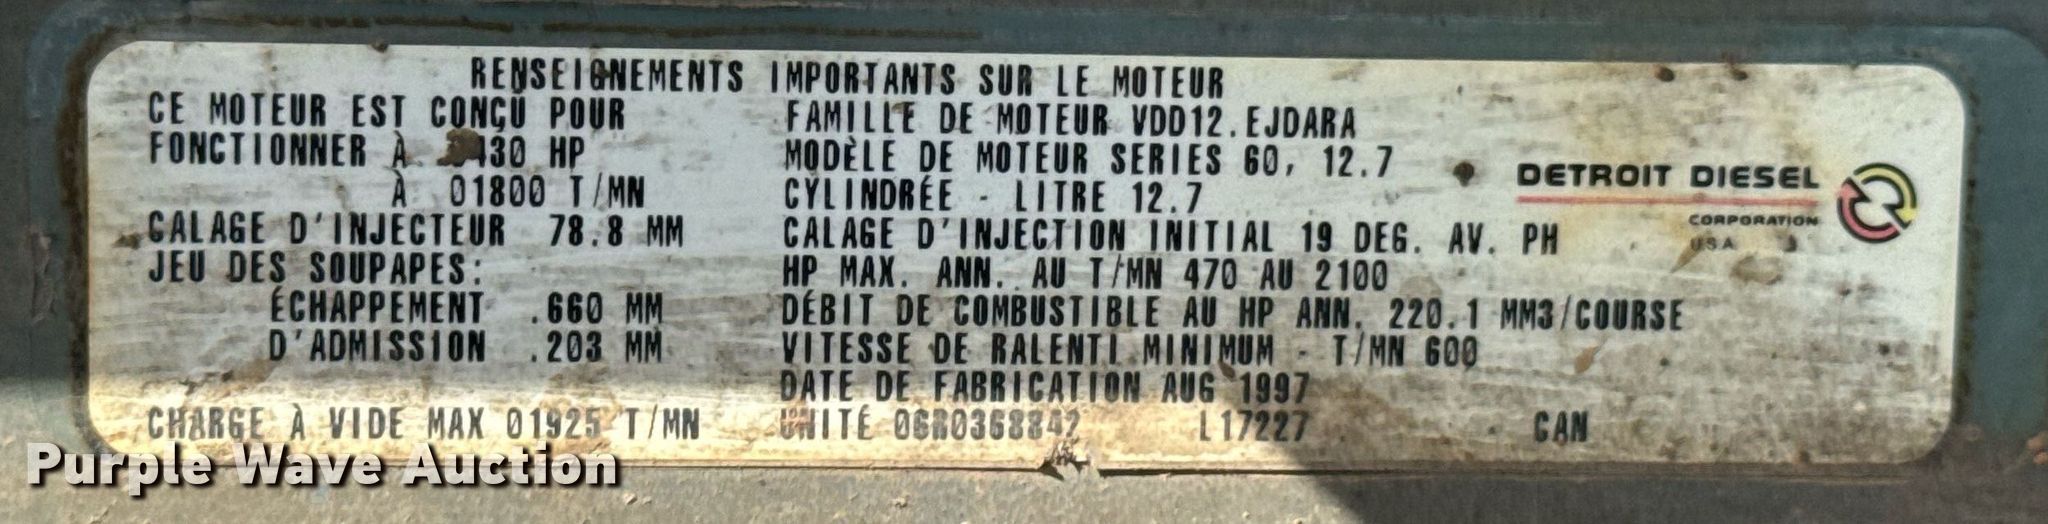 RENSEIGNEMENTS IMPORTANTS SUR LE MOTEUR
CE MOTEUR EST CONÇU POUR
FONCTIONNER À 430 HP
À 01800 T/MN
CALAGE D'INJECTEUR 78.8 MM
JEU DES SOUPAPES:
ÉCHAPPEMENT .660 MM
D'ADMISSION .203 MM
CHARGE À VIDE MAX 01925 T/MN
FAMILLE DE MOTEUR VDD12.EJDARA
MODÈLE DE MOTEUR SERIES 60, 12.7
CYLINDRÉE - LITRE 12.7
CALAGE D'INJECTION INITIAL 19 DEG. AV. PH
HP MAX. ANN. AU T/MN 470 AU 2100
DÉBIT DE COMBUSTIBLE AU HP ANN. 220.1 MM3/COURSE
VITESSE DE RALENTI MINIMUM - T/MN 600
DATE DE FABRICATION AUG 1997
UNITÉ 06R0368842 L17227 CAN
DETROIT DIESEL
CORPORATION
USA
Purple Wave Auction